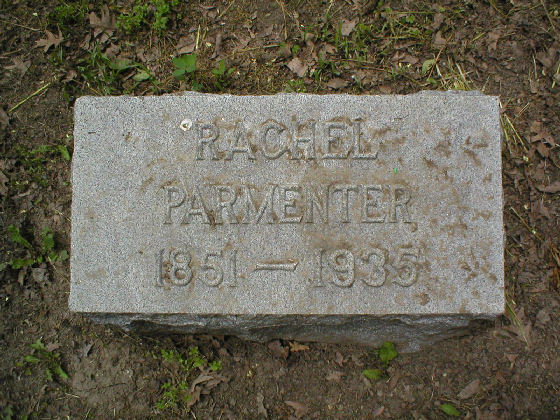 RACHEL
PARMENTER
1851 — 1935